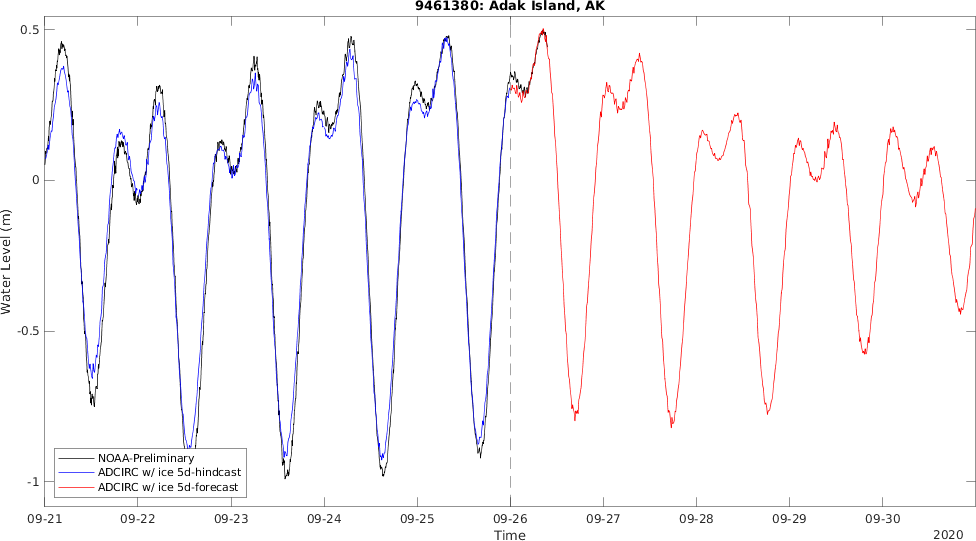 9461380: Adak Island, AK
Water Level (m)
0.5
0
-0.5
-1
NOAA-Preliminary
ADCIRC w/ ice 5d-hindcast
ADCIRC w/ ice 5d-forecast
09-21 09-22 09-23 09-24 09-25 09-26 09-27 09-28 09-29 09-30
Time
2020